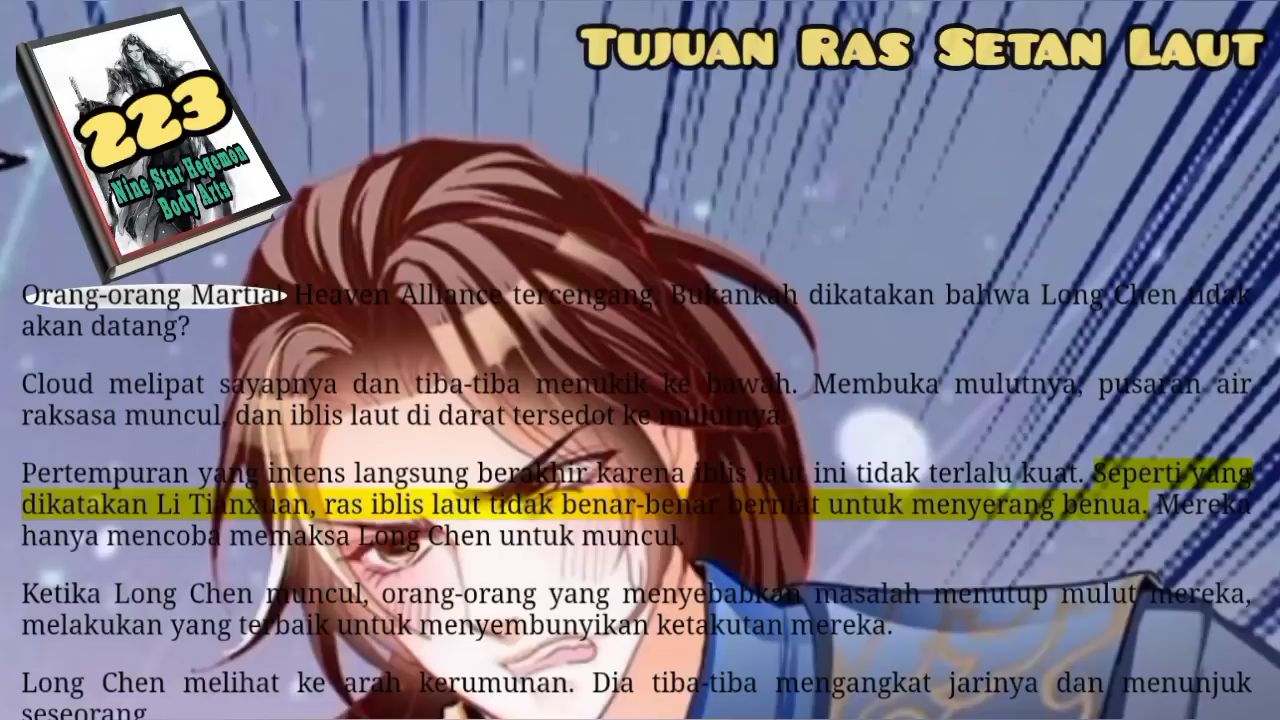 TUJUAN RAS SETAN LAUT
223
Nine Star Hegemon
Body Arts
Orang-orang Martial Heaven Alliance tercengang. Bukankah dikatakan bahwa Long Chen tidak
akan datang?
Cloud melipat sayapnya dan tiba-tiba menukik ke bawah. Membuka mulutnya, pusaran air
raksasa muncul, dan iblis laut di darat tersedot ke mulutnya.
Pertempuran yang intens langsung berakhir karena iblis laut ini tidak terlalu kuat. Seperti yang
dikatakan Li Tianxuan, ras iblis laut tidak benar-benar berniat untuk menyerang benua. Mereka
hanya mencoba memaksa Long Chen untuk muncul.
Ketika Long Chen muncul, orang-orang yang menyebabkan masalah menutup mulut mereka,
melakukan yang terbaik untuk menyembunyikan ketakutan mereka.
Long Chen melihat ke arah kerumunan. Dia tiba-tiba mengangkat jarinya dan menunjuk
seseorang.